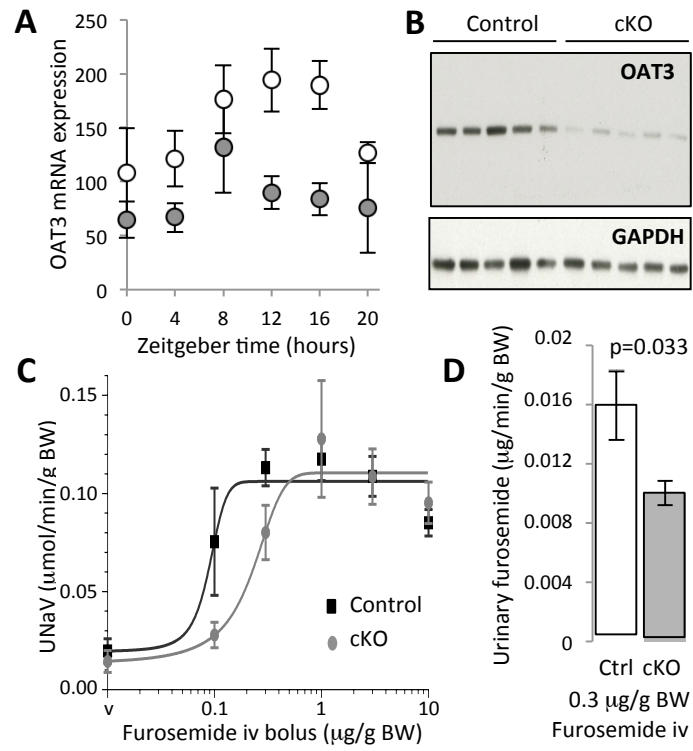 A
OAT3 mRNA expression
250
200
150
100
50
0
0 4 8 12 16 20
Zeitgeber time (hours)
B
Control cKO
OAT3
GAPDH
C
UNaV (µmol/min/g BW)
0.15
0.10
0.05
0.00
Control
cKO
v 0.1 1 10
Furosemide iv bolus (µg/g BW)
D
Urinary furosemide (µg/min/g BW)
0.02
0.016
0.012
0.008
0.004
0
p=0.033
Ctrl cKO
0.3 µg/g BW
Furosemide iv